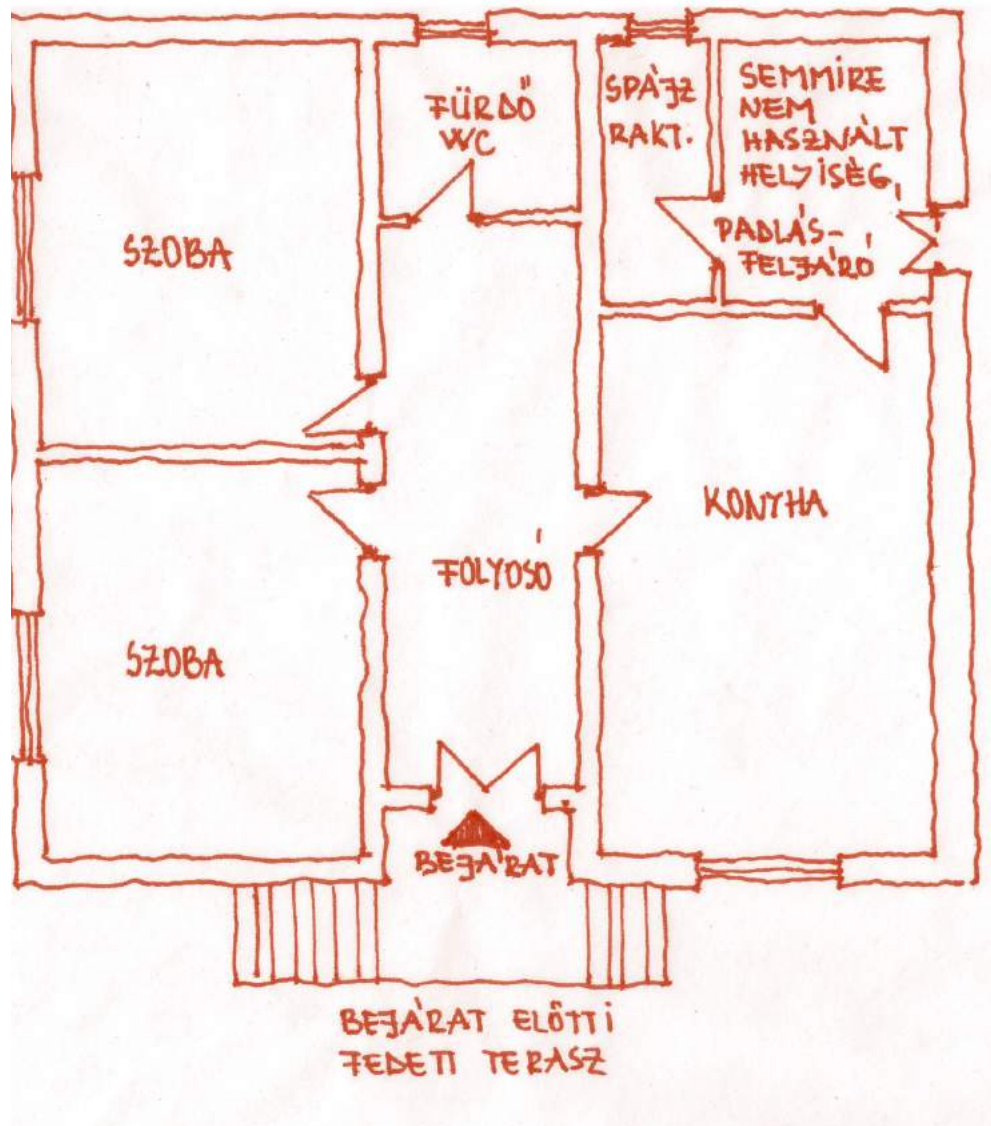 FÜRDŐ
WC
SPÁJZ
RAKT.
SEMMIRE
NEM
HASZNÁLT
HELYISÉG,
PADLÁS-
FELJÁRÓ
SZOBA
KONYHA
FOLYOSÓ
SZOBA
BEJÁRAT
BEJÁRAT ELŐTTI
FEDETT TERASZ